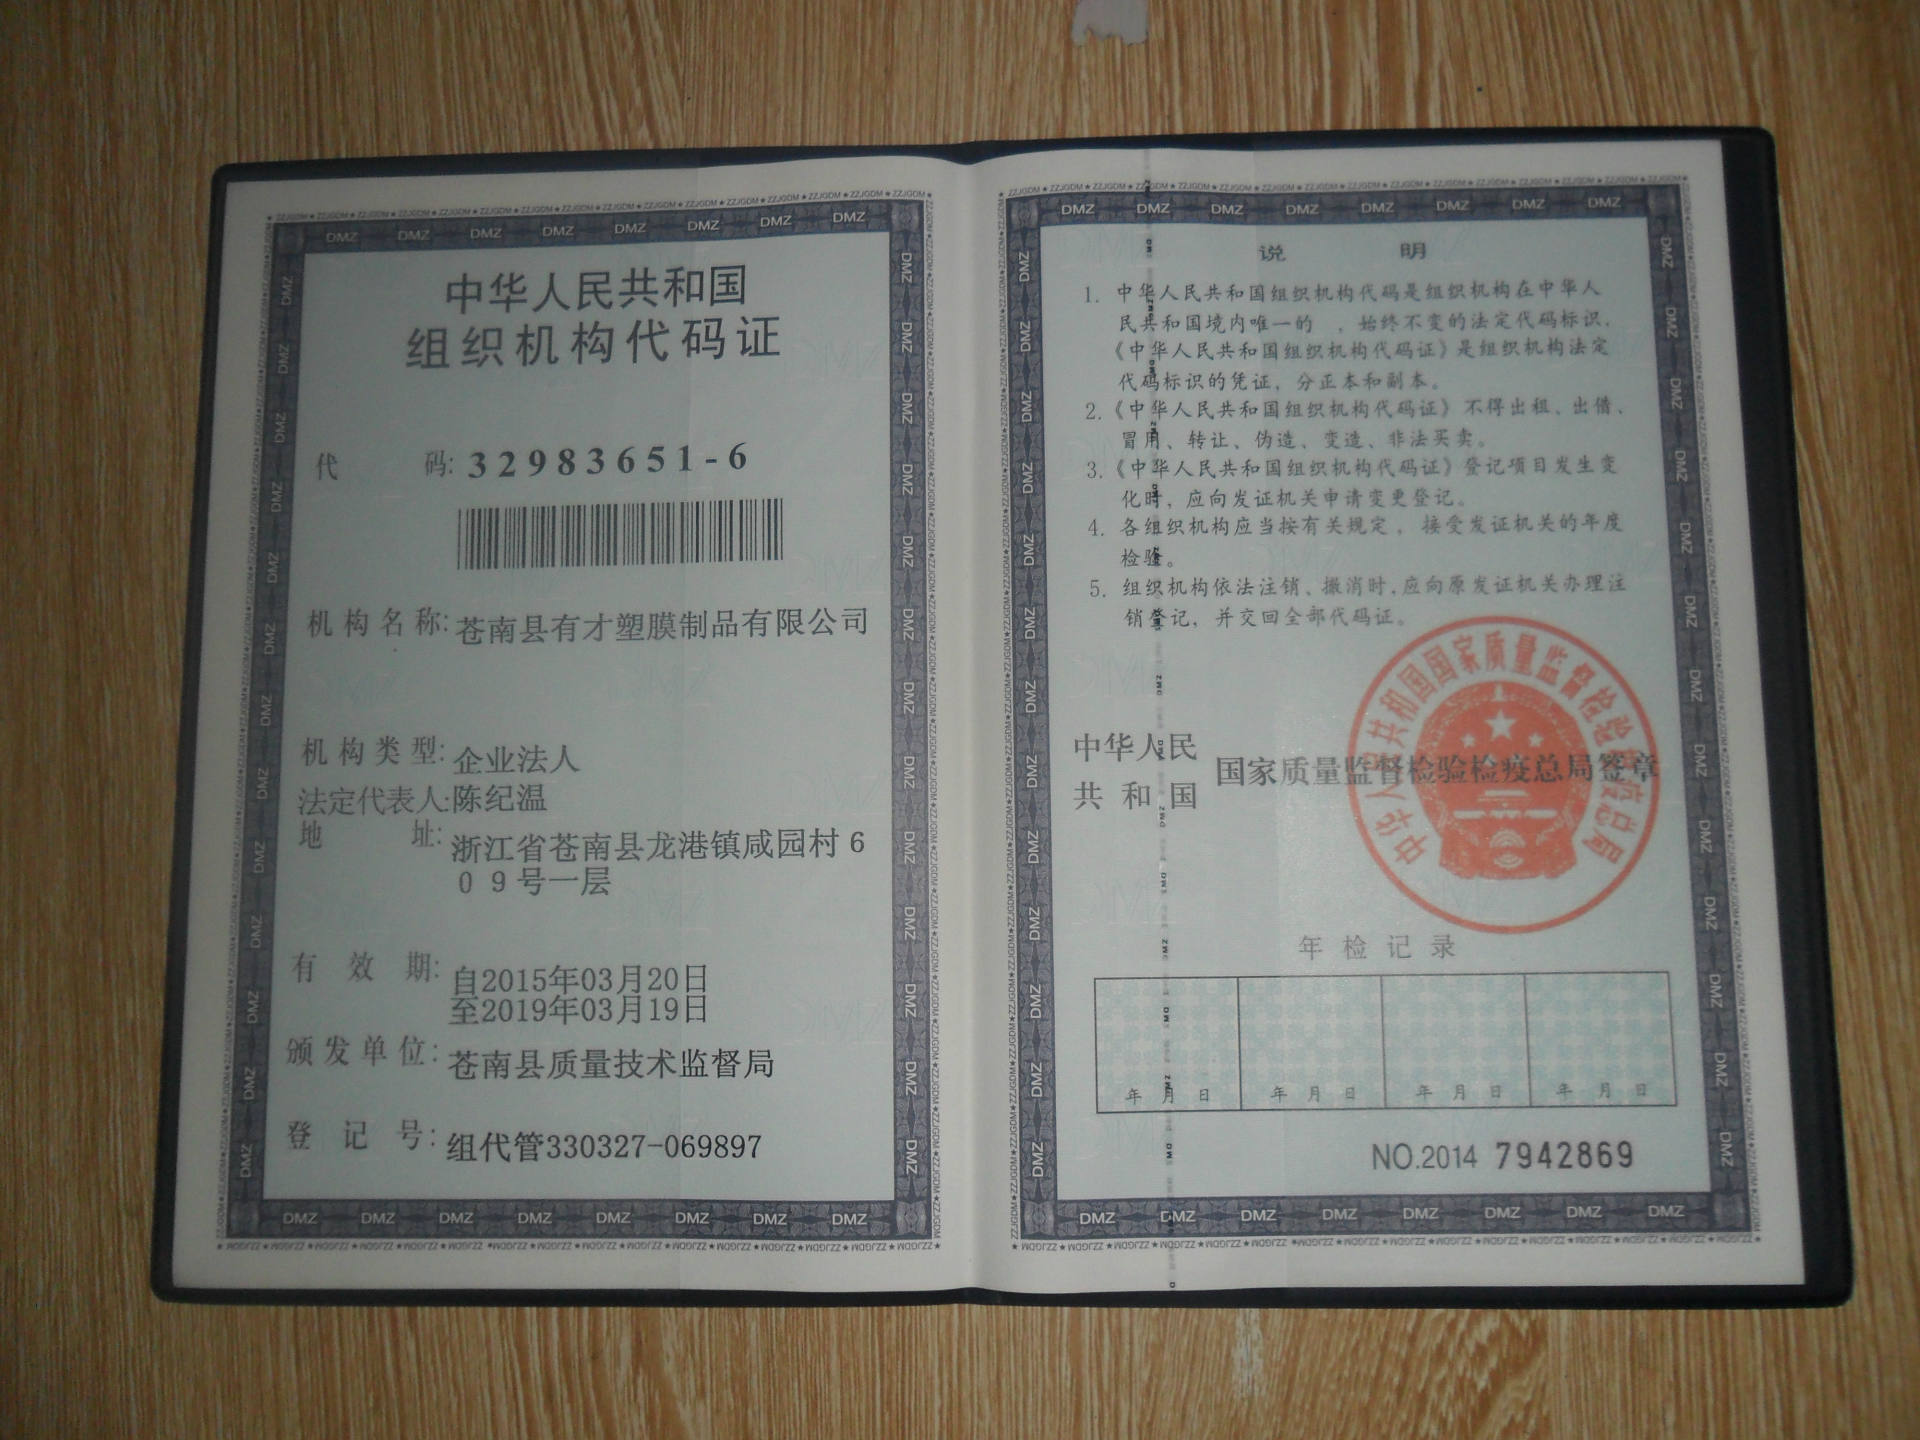 中华人民共和国
组织机构代码证
代 码: 32983651-6
机构名称: 苍南县有才塑膜制品有限公司
机构类型: 企业法人
法定代表人: 陈纪温
地 址: 浙江省苍南县龙港镇咸园村6
09号一层
有 效 期: 自2015年03月20日
至2019年03月19日
颁发单位: 苍南县质量技术监督局
登 记 号: 组代管330327-069897
说 明
1. 中华人民共和国组织机构代码是组织机构在中华人
民共和国境内唯一的 ，始终不变的法定代码标识，
《中华人民共和国组织机构代码证》是组织机构法定
代码标识的凭证，分正本和副本。
2.《中华人民共和国组织机构代码证》不得出租、出借、
冒用、转让、伪造、变造、非法买卖。
3.《中华人民共和国组织机构代码证》登记项目发生变
化时，应向发证机关申请变更登记。
4. 各组织机构应当按有关规定，接受发证机关的年度
检验。
5. 组织机构依法注销、撤消时,应向原发证机关办理注
销登记，并交回全部代码证。
中华人民
共和国 国家质量监督检验检疫总局签章
中华人民共和国国家质量监督检验检疫总局
年检记录
年 月 日 年 月 日 年 月 日 年 月 日
NO.2014 7942869